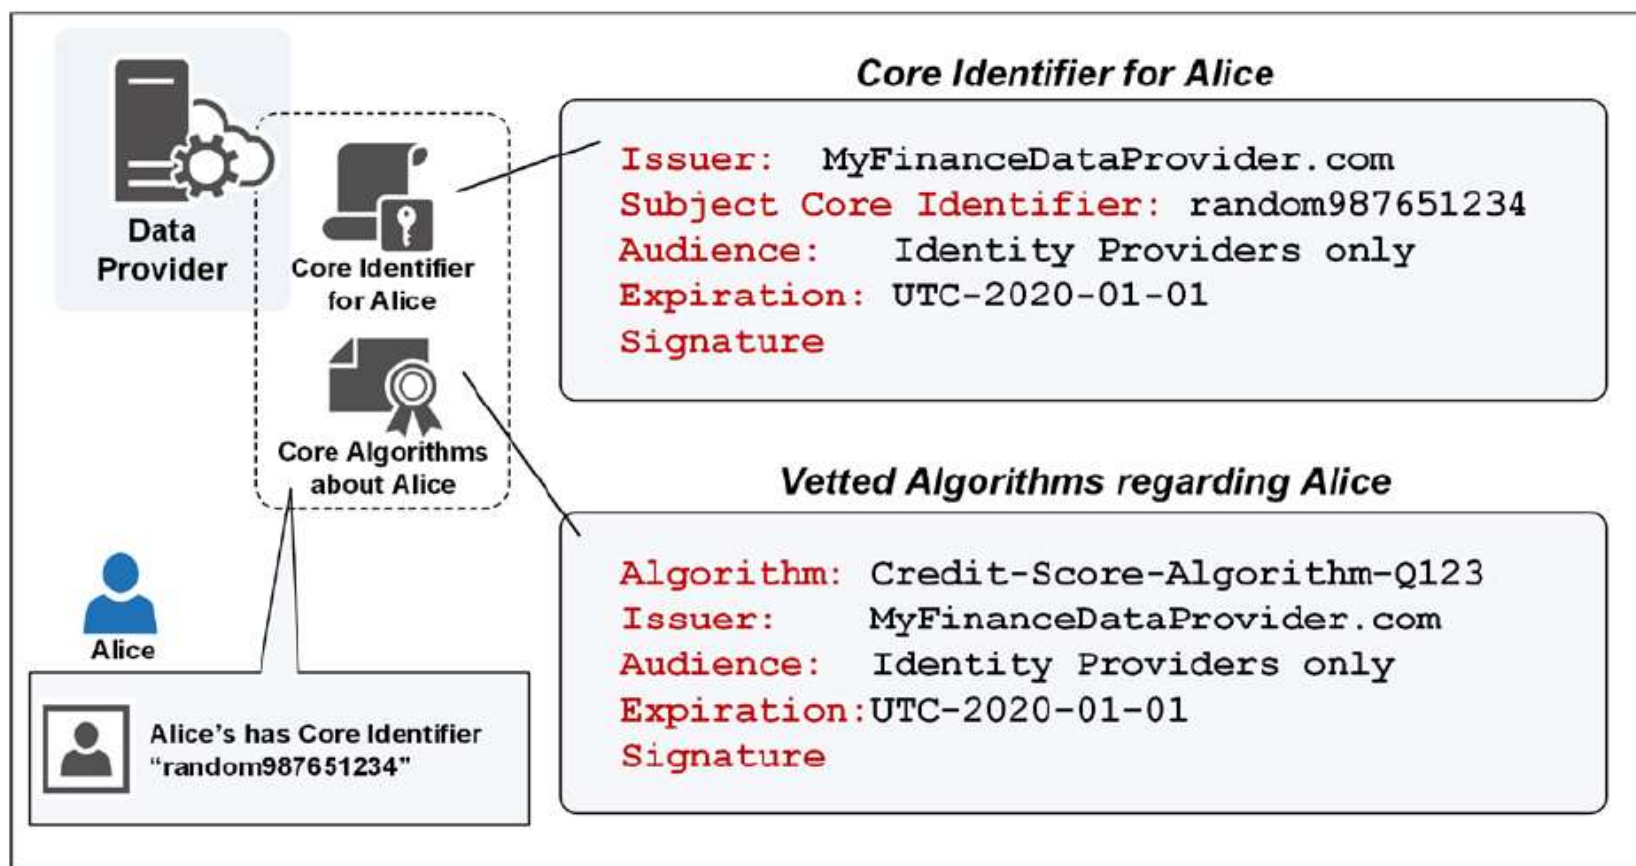 Data
Provider
Core Identifier
for Alice
Core Algorithms
about Alice
Alice
Alice's has Core Identifier
“random987651234”
Core Identifier for Alice
Issuer: MyFinanceDataProvider.com
Subject Core Identifier: random987651234
Audience: Identity Providers only
Expiration: UTC-2020-01-01
Signature
Vetted Algorithms regarding Alice
Algorithm: Credit-Score-Algorithm-Q123
Issuer: MyFinanceDataProvider.com
Audience: Identity Providers only
Expiration:UTC-2020-01-01
Signature